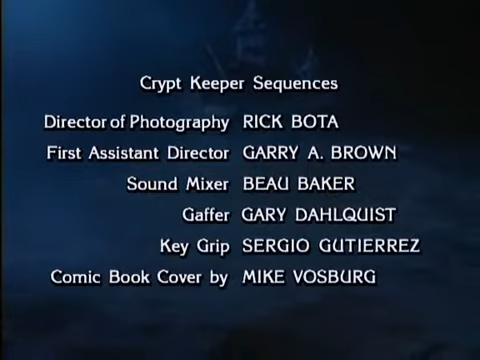 Crypt Keeper Sequences
Director of Photography RICK BOTA
First Assistant Director GARRY A. BROWN
Sound Mixer BEAU BAKER
Gaffer GARY DAHLQUIST
Key Grip SERGIO GUTIERREZ
Comic Book Cover by MIKE VOSBURG